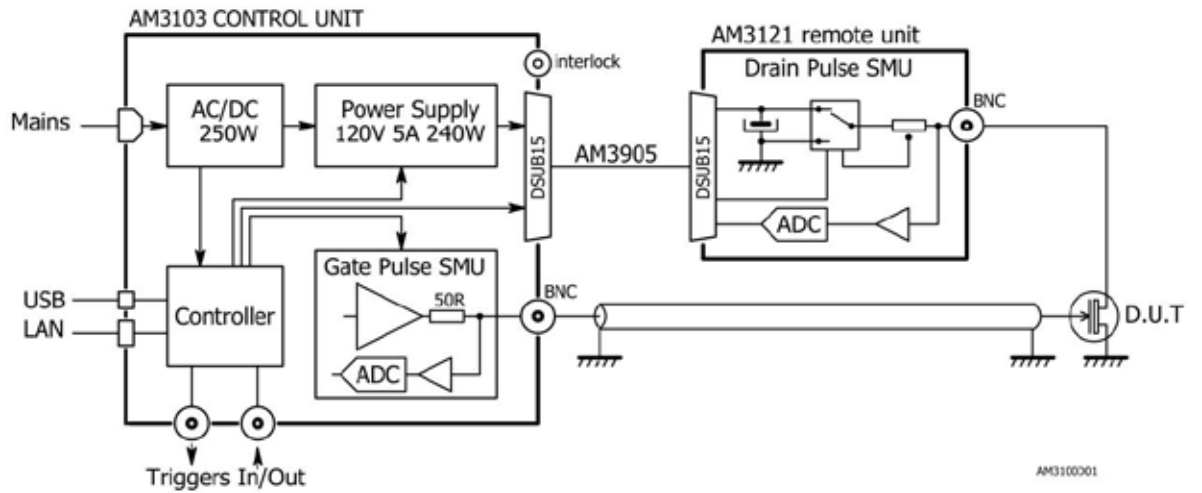 AM3103 CONTROL UNIT
interlock
Mains
AC/DC
250W
Power Supply
120V 5A 240W
DSUB15
AM3905
AM3121 remote unit
Drain Pulse SMU
BNC
DSUB15
ADC
USB
LAN
Controller
Gate Pulse SMU
50R
ADC
BNC
D.U.T
Triggers In/Out
AM3100D01